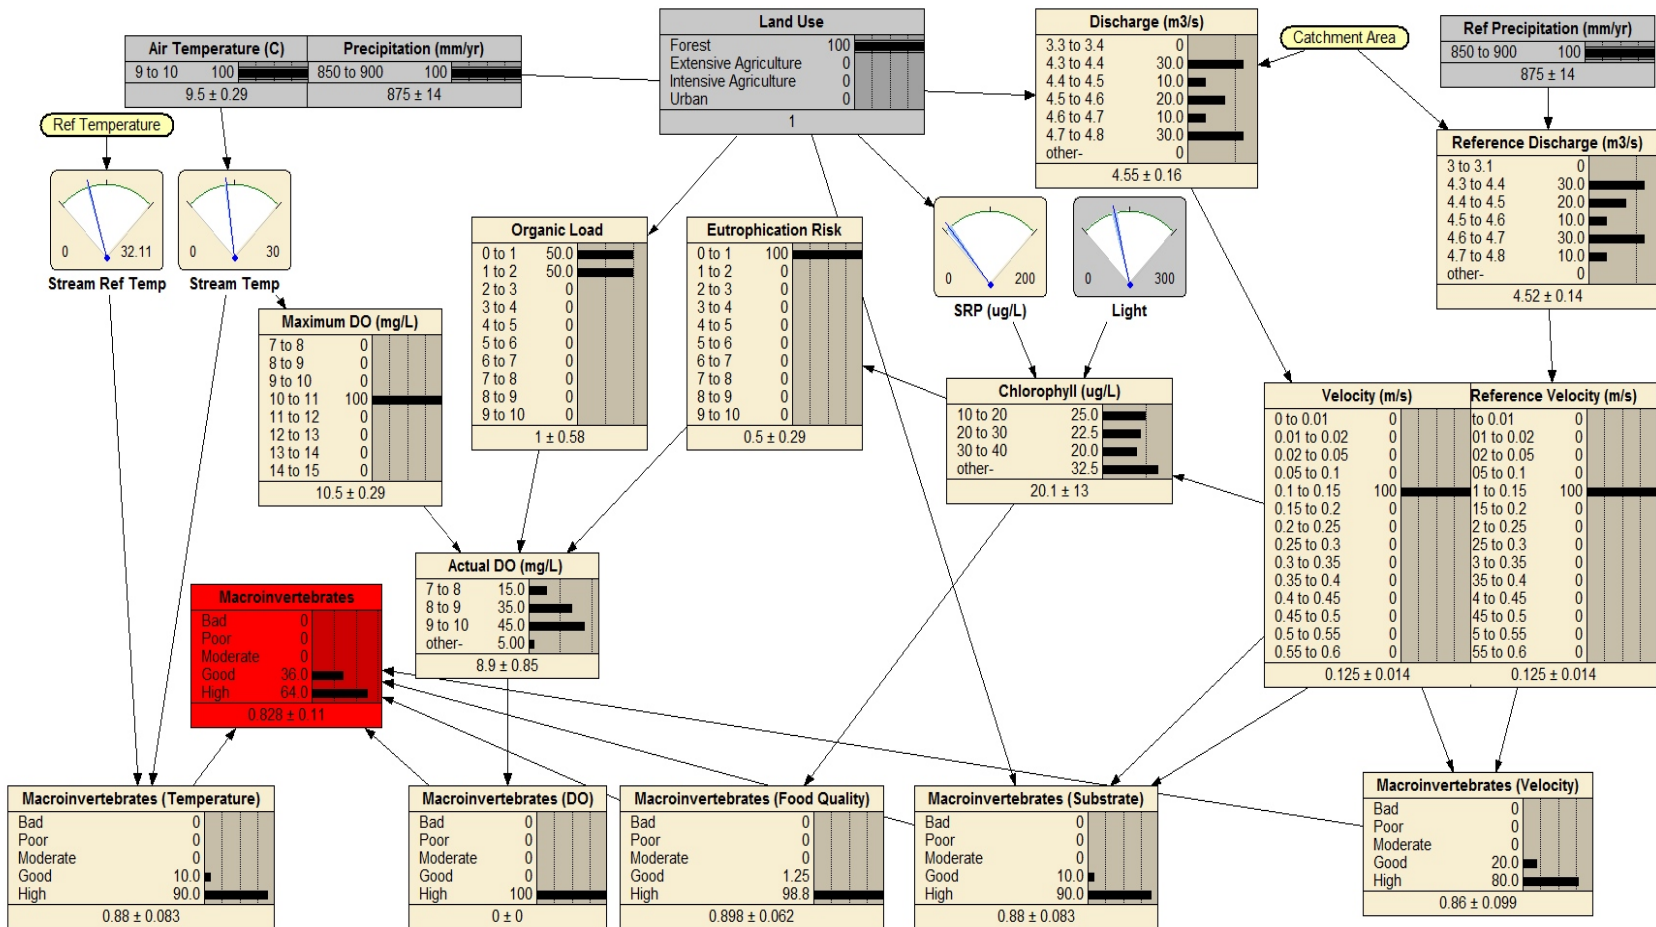 Air Temperature (C)
9 to 10 100
9.5 ± 0.29
Precipitation (mm/yr)
850 to 900 100
875 ± 14
Land Use
Forest 100
Extensive Agriculture 0
Intensive Agriculture 0
Urban 0
1
Discharge (m3/s)
3.3 to 3.4 0
4.3 to 4.4 30.0
4.4 to 4.5 10.0
4.5 to 4.6 20.0
4.6 to 4.7 10.0
4.7 to 4.8 30.0
other- 0
4.55 ± 0.16
Catchment Area
Ref Precipitation (mm/yr)
850 to 900 100
875 ± 14
Ref Temperature
0 32.11
Stream Ref Temp
0 30
Stream Temp
Reference Discharge (m3/s)
3 to 3.1 0
4.3 to 4.4 30.0
4.4 to 4.5 20.0
4.5 to 4.6 10.0
4.6 to 4.7 30.0
4.7 to 4.8 10.0
other- 0
4.52 ± 0.14
Organic Load
0 to 1 50.0
1 to 2 50.0
2 to 3 0
3 to 4 0
4 to 5 0
5 to 6 0
6 to 7 0
7 to 8 0
8 to 9 0
9 to 10 0
1 ± 0.58
Eutrophication Risk
0 to 1 100
1 to 2 0
2 to 3 0
3 to 4 0
4 to 5 0
5 to 6 0
6 to 7 0
7 to 8 0
8 to 9 0
9 to 10 0
0.5 ± 0.29
0 200
SRP (ug/L)
0 300
Light
Maximum DO (mg/L)
7 to 8 0
8 to 9 0
9 to 10 0
10 to 11 100
11 to 12 0
12 to 13 0
13 to 14 0
14 to 15 0
10.5 ± 0.29
Chlorophyll (ug/L)
10 to 20 25.0
20 to 30 22.5
30 to 40 20.0
other- 32.5
20.1 ± 13
Velocity (m/s)
0 to 0.01 0
0.01 to 0.02 0
0.02 to 0.05 0
0.05 to 0.1 0
0.1 to 0.15 100
0.15 to 0.2 0
0.2 to 0.25 0
0.25 to 0.3 0
0.3 to 0.35 0
0.35 to 0.4 0
0.4 to 0.45 0
0.45 to 0.5 0
0.5 to 0.55 0
0.55 to 0.6 0
0.125 ± 0.014
Reference Velocity (m/s)
to 0.01 0
01 to 0.02 0
02 to 0.05 0
05 to 0.1 0
1 to 0.15 100
15 to 0.2 0
2 to 0.25 0
25 to 0.3 0
3 to 0.35 0
35 to 0.4 0
4 to 0.45 0
45 to 0.5 0
5 to 0.55 0
55 to 0.6 0
0.125 ± 0.014
Actual DO (mg/L)
7 to 8 15.0
8 to 9 35.0
9 to 10 45.0
other- 5.00
8.9 ± 0.85
Macroinvertebrates
Bad 0
Poor 0
Moderate 0
Good 36.0
High 64.0
0.828 ± 0.11
Macroinvertebrates (Temperature)
Bad 0
Poor 0
Moderate 0
Good 10.0
High 90.0
0.88 ± 0.083
Macroinvertebrates (DO)
Bad 0
Poor 0
Moderate 0
Good 0
High 100
0 ± 0
Macroinvertebrates (Food Quality)
Bad 0
Poor 0
Moderate 0
Good 1.25
High 98.8
0.898 ± 0.062
Macroinvertebrates (Substrate)
Bad 0
Poor 0
Moderate 0
Good 10.0
High 90.0
0.88 ± 0.083
Macroinvertebrates (Velocity)
Bad 0
Poor 0
Moderate 0
Good 20.0
High 80.0
0.86 ± 0.099